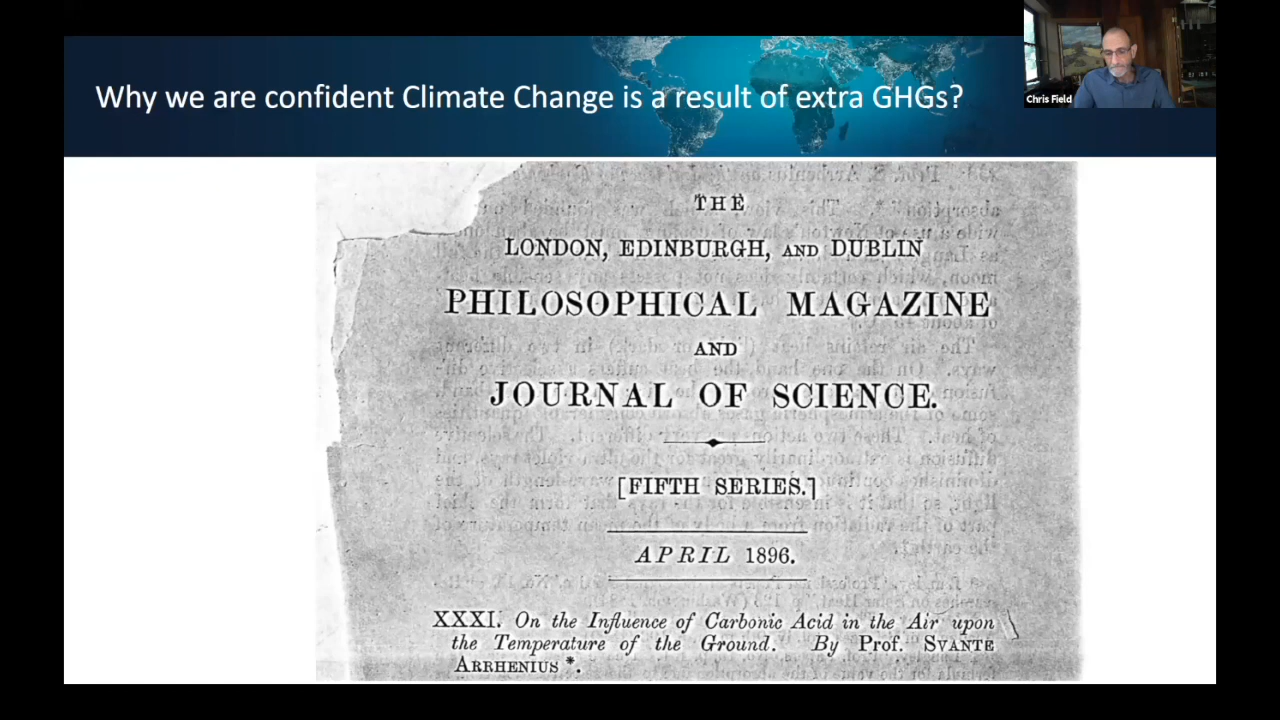 Why we are confident Climate Change is a result of extra GHGs?
Chris Field
THE
LONDON, EDINBURGH, AND DUBLIN
PHILOSOPHICAL MAGAZINE
AND
JOURNAL OF SCIENCE.
[FIFTH SERIES.]
APRIL 1896.
XXXI. On the Influence of Carbonic Acid in the Air upon
the Temperature of the Ground. By Prof. SVANTE
ARRHENIUS *.